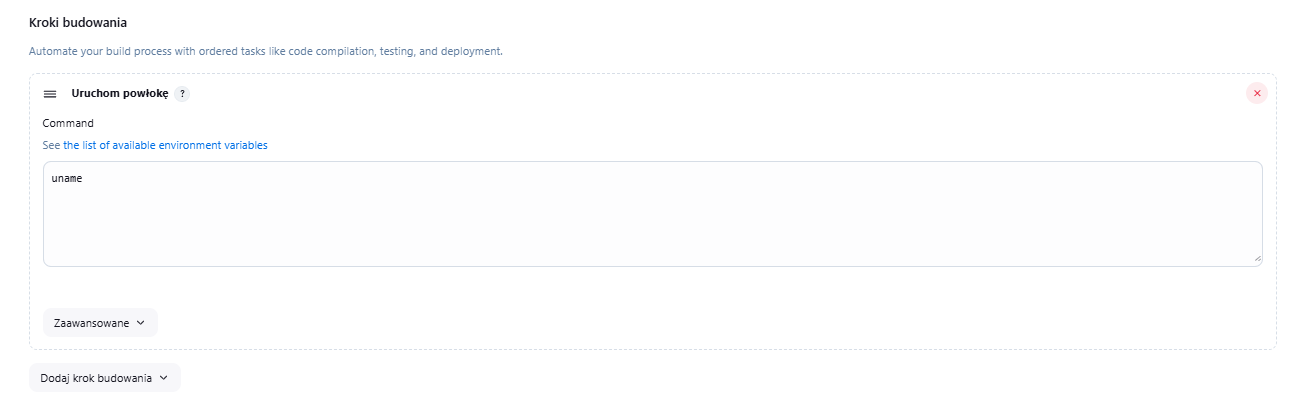 Kroki budowania
Automate your build process with ordered tasks like code compilation, testing, and deployment.
Uruchom powłokę ?
Command
See the list of available environment variables
uname
Zaawansowane
Dodaj krok budowania